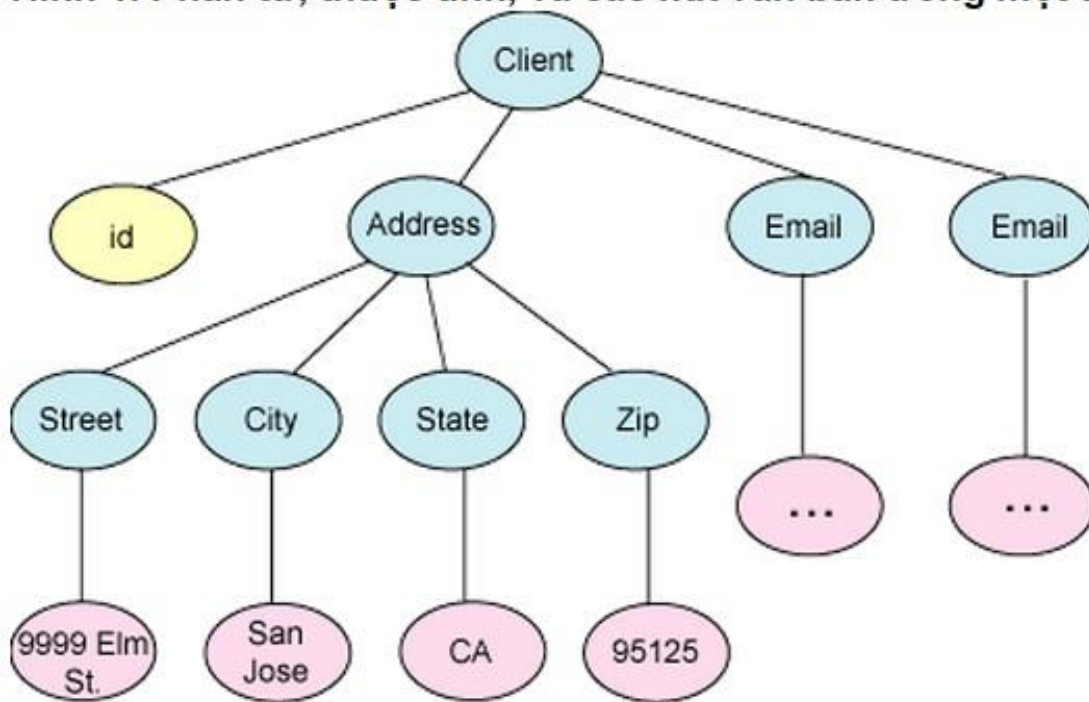 Client
id
Address
Email
Email
Street
City
State
Zip
...
...
9999 Elm
St.
San
Jose
CA
95125